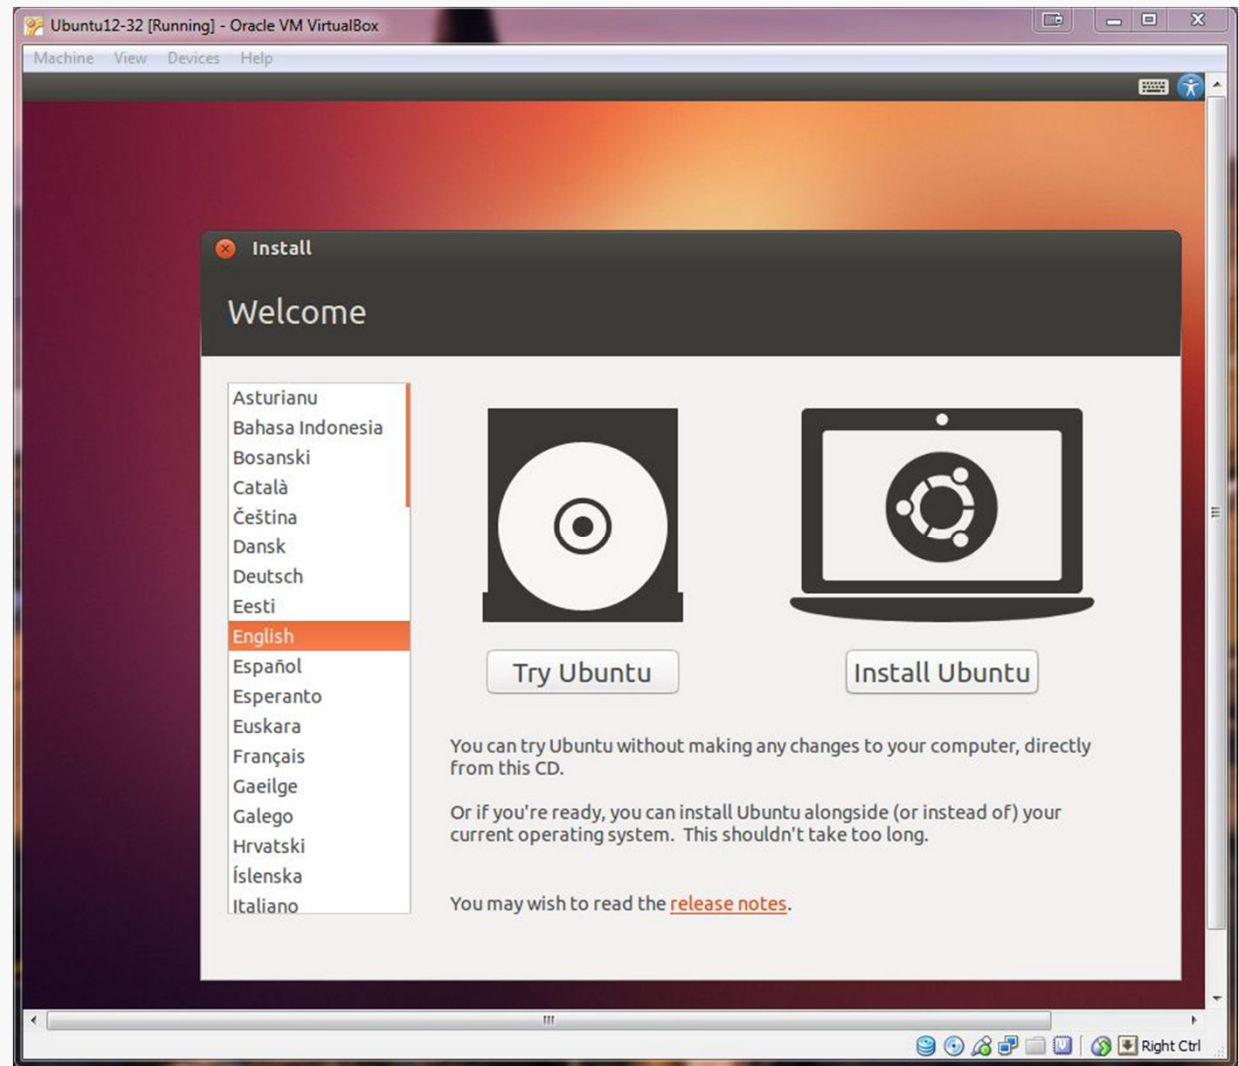 Ubuntu12-32 [Running] - Oracle VM VirtualBox
Machine View Devices Help
Install
Welcome
Asturianu
Bahasa Indonesia
Bosanski
Català
Čeština
Dansk
Deutsch
Eesti
English
Español
Esperanto
Euskara
Français
Gaeilge
Galego
Hrvatski
Íslenska
Italiano
Try Ubuntu
Install Ubuntu
You can try Ubuntu without making any changes to your computer, directly
from this CD.
Or if you're ready, you can install Ubuntu alongside (or instead of) your
current operating system. This shouldn't take too long.
You may wish to read the release notes.
Right Ctrl